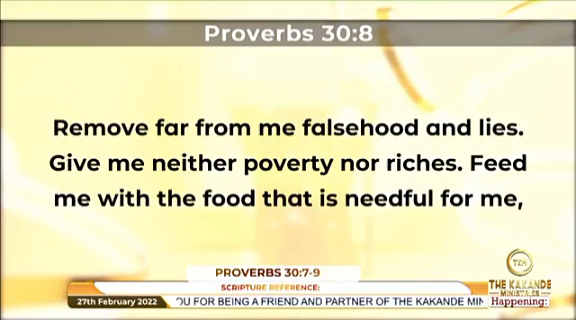 Proverbs 30:8
Remove far from me falsehood and lies.
Give me neither poverty nor riches. Feed
me with the food that is needful for me,
PROVERBS 30:7-9
SCRIPTURE REFERENCE:
27th February 2022
OU FOR BEING A FRIEND AND PARTNER OF THE KAKANDE MIN
TKM
THE KAKANDE
MINISTRIES
Happening: